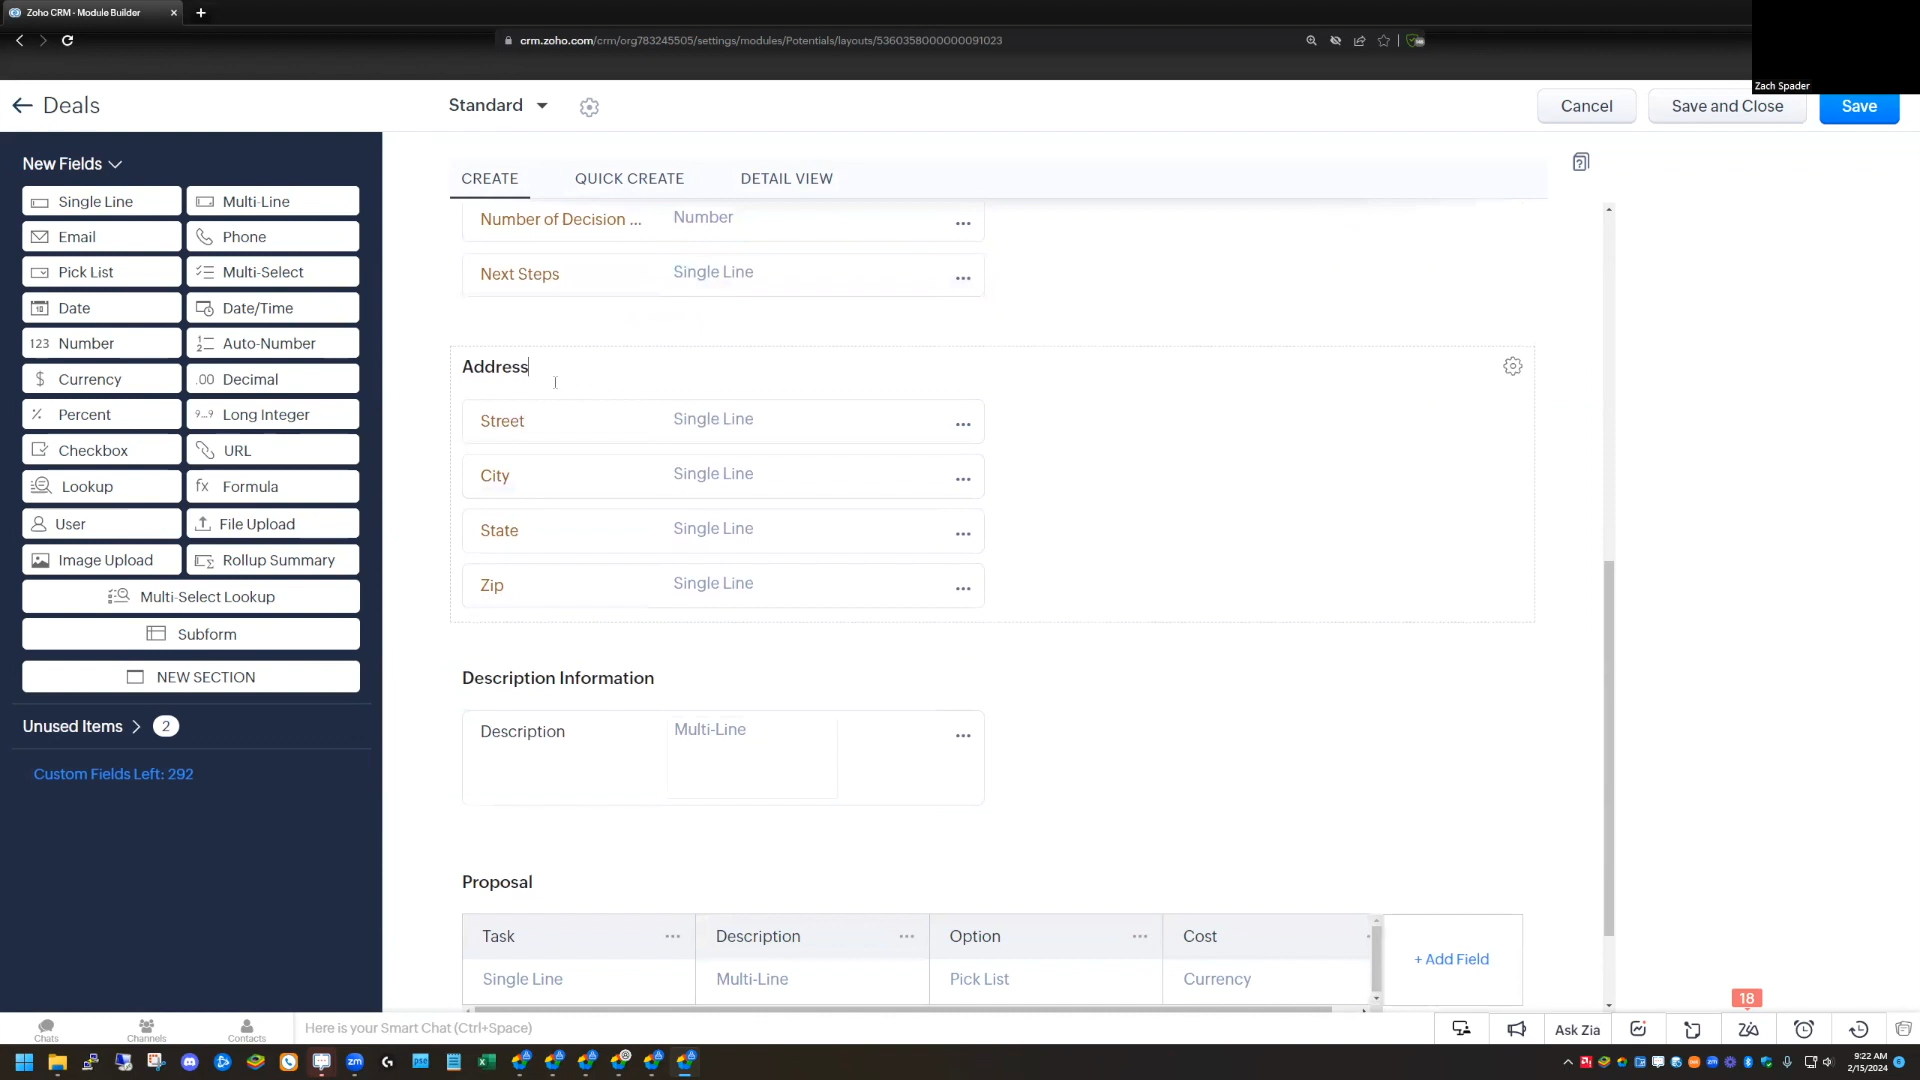 Zoho CRM - Module Builder
crm.zoho.com/crm/org783245505/settings/modules/Potentials/layouts/5360358000000091023
Zach Spader
Deals
Standard
Cancel
Save and Close
Save
New Fields
Single Line
Multi-Line
Email
Phone
Pick List
Multi-Select
Date
Date/Time
123 Number
Auto-Number
$ Currency
.00 Decimal
% Percent
9...9 Long Integer
Checkbox
URL
Lookup
fx Formula
User
File Upload
Image Upload
Rollup Summary
Multi-Select Lookup
Subform
NEW SECTION
Unused Items 2
Custom Fields Left: 292
CREATE
QUICK CREATE
DETAIL VIEW
Number of Decision ... Number
Next Steps Single Line
Address
Street Single Line
City Single Line
State Single Line
Zip Single Line
Description Information
Description Multi-Line
Proposal
Task Description Option Cost
Single Line Multi-Line Pick List Currency
+ Add Field
18
Chats
Channels
Contacts
Here is your Smart Chat (Ctrl+Space)
Ask Zia
9:22 AM
2/15/2024